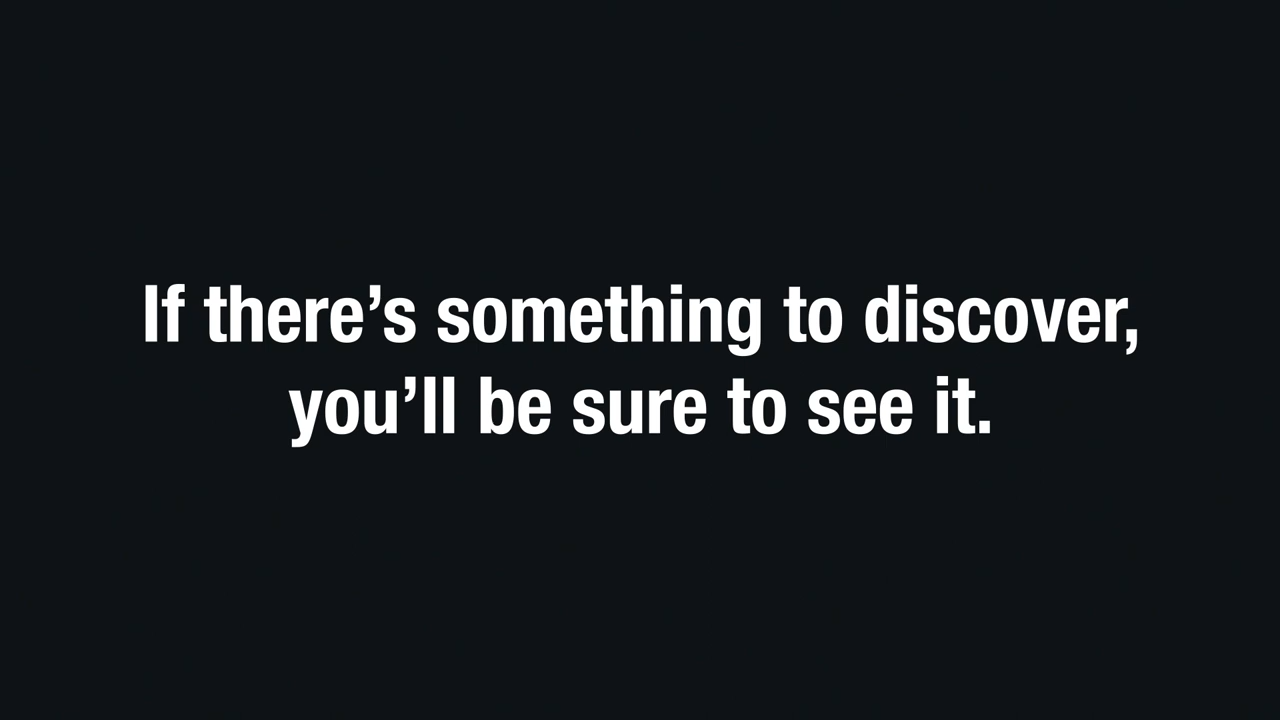 If there’s something to discover,
you’ll be sure to see it.